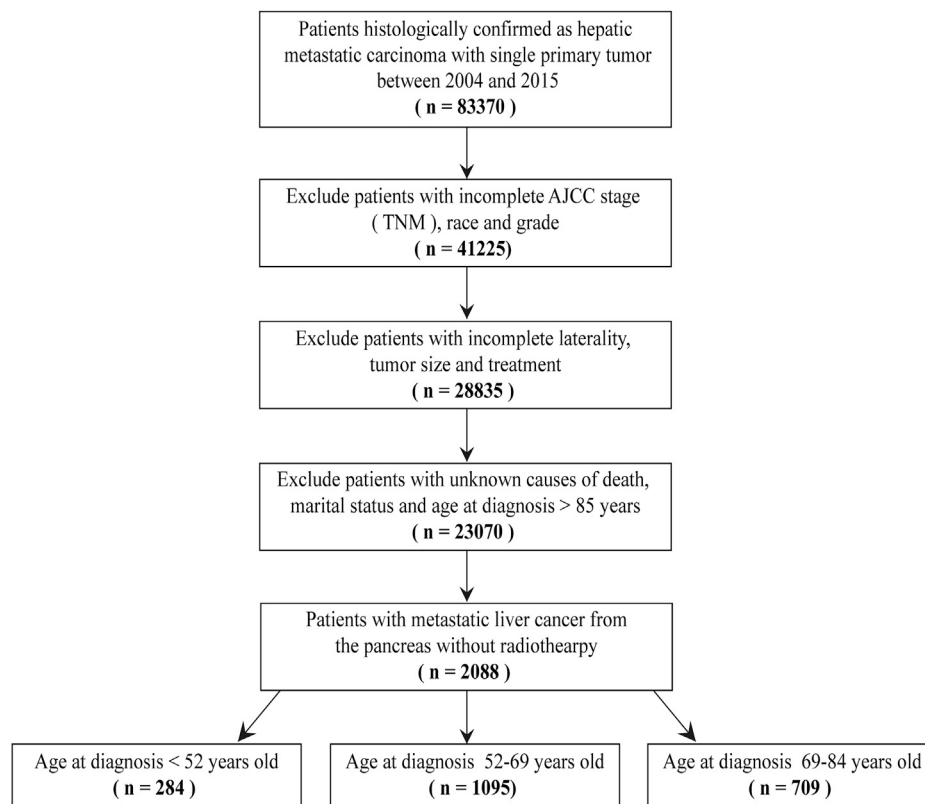 Patients histologically confirmed as hepatic
metastatic carcinoma with single primary tumor
between 2004 and 2015
( n = 83370 )
Exclude patients with incomplete AJCC stage
( TNM ), race and grade
( n = 41225)
Exclude patients with incomplete laterality,
tumor size and treatment
( n = 28835 )
Exclude patients with unknown causes of death,
marital status and age at diagnosis > 85 years
( n = 23070 )
Patients with metastatic liver cancer from
the pancreas without radiothearpy
( n = 2088 )
Age at diagnosis < 52 years old
( n = 284 )
Age at diagnosis 52-69 years old
( n = 1095)
Age at diagnosis 69-84 years old
( n = 709 )